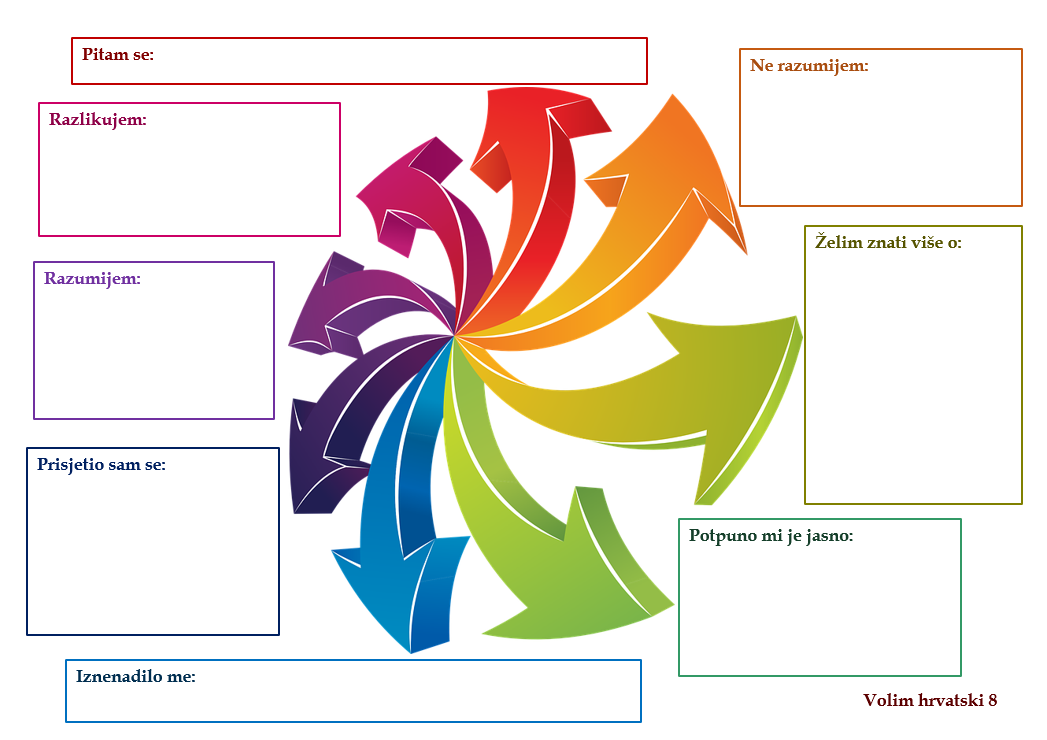 Pitam se:
Ne razumijem:
Razlikujem:
Želim znati više o:
Razumijem:
Prisjetio sam se:
Potpuno mi je jasno:
Iznenadilo me:
Volim hrvatski 8